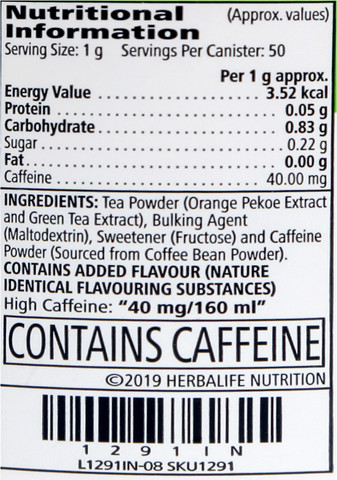 Nutritional (Approx. values)
Information
Serving Size: 1 g Servings Per Canister: 50
Per 1 g approx.
Energy Value ........................ 3.52 kcal
Protein ................................ 0.05 g
Carbohydrate ........................ 0.83 g
Sugar ................................ 0.22 g
Fat .................................... 0.00 g
Caffeine ............................ 40.00 mg
INGREDIENTS: Tea Powder (Orange Pekoe Extract
and Green Tea Extract), Bulking Agent
(Maltodextrin), Sweetener (Fructose) and Caffeine
Powder (Sourced from Coffee Bean Powder).
CONTAINS ADDED FLAVOUR (NATURE
IDENTICAL FLAVOURING SUBSTANCES)
High Caffeine: "40 mg/160 ml"
CONTAINS CAFFEINE
©2019 HERBALIFE NUTRITION
1 2 9 1 I N
L1291IN-08 SKU1291